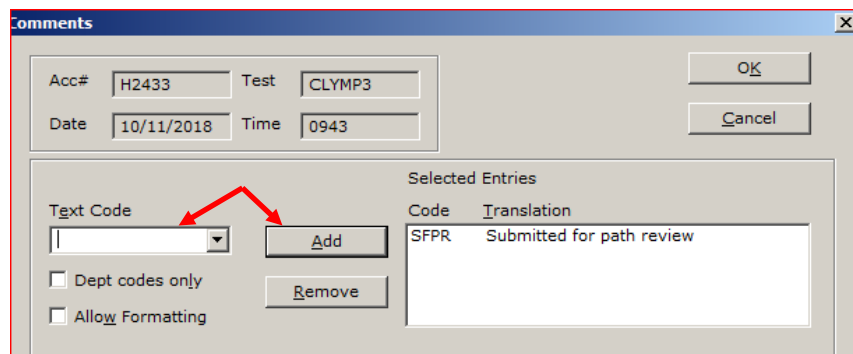 Comments
Acc# H2433 Test CLYMP3
OK
Date 10/11/2018 Time 0943
Cancel
Selected Entries
Text Code
Code Translation
Add
SFPR Submitted for path review
Dept codes only
Remove
Allow Formatting